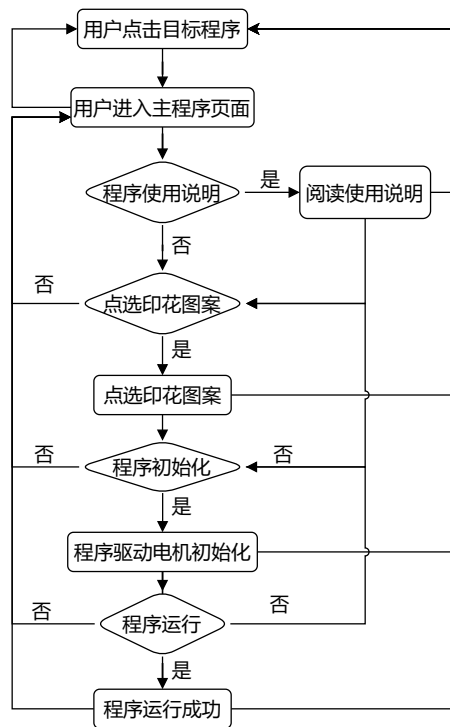 用户点击目标程序
用户进入主程序页面
程序使用说明
是
阅读使用说明
否
否
点选印花图案
是
点选印花图案
否
程序初始化
否
是
程序驱动电机初始化
否
程序运行
否
是
程序运行成功